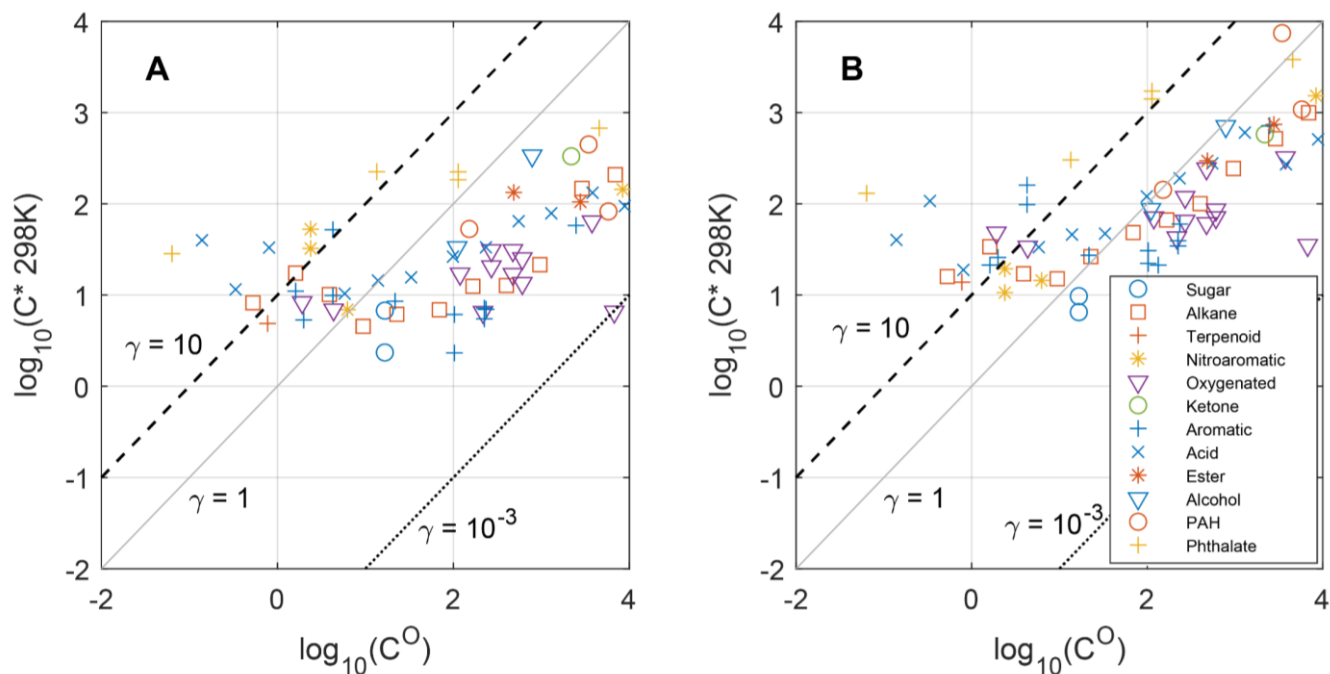 A
B
log10(C* 298K)
4
3
2
1
0
-1
-2
γ = 10
γ = 1
γ = 10-3
-2
0
2
4
log10(CO)
log10(C* 298K)
4
3
2
1
0
-1
-2
γ = 10
γ = 1
γ = 10-3
Sugar
Alkane
Terpenoid
Nitroaromatic
Oxygenated
Ketone
Aromatic
Acid
Ester
Alcohol
PAH
Phthalate
-2
0
2
4
log10(CO)